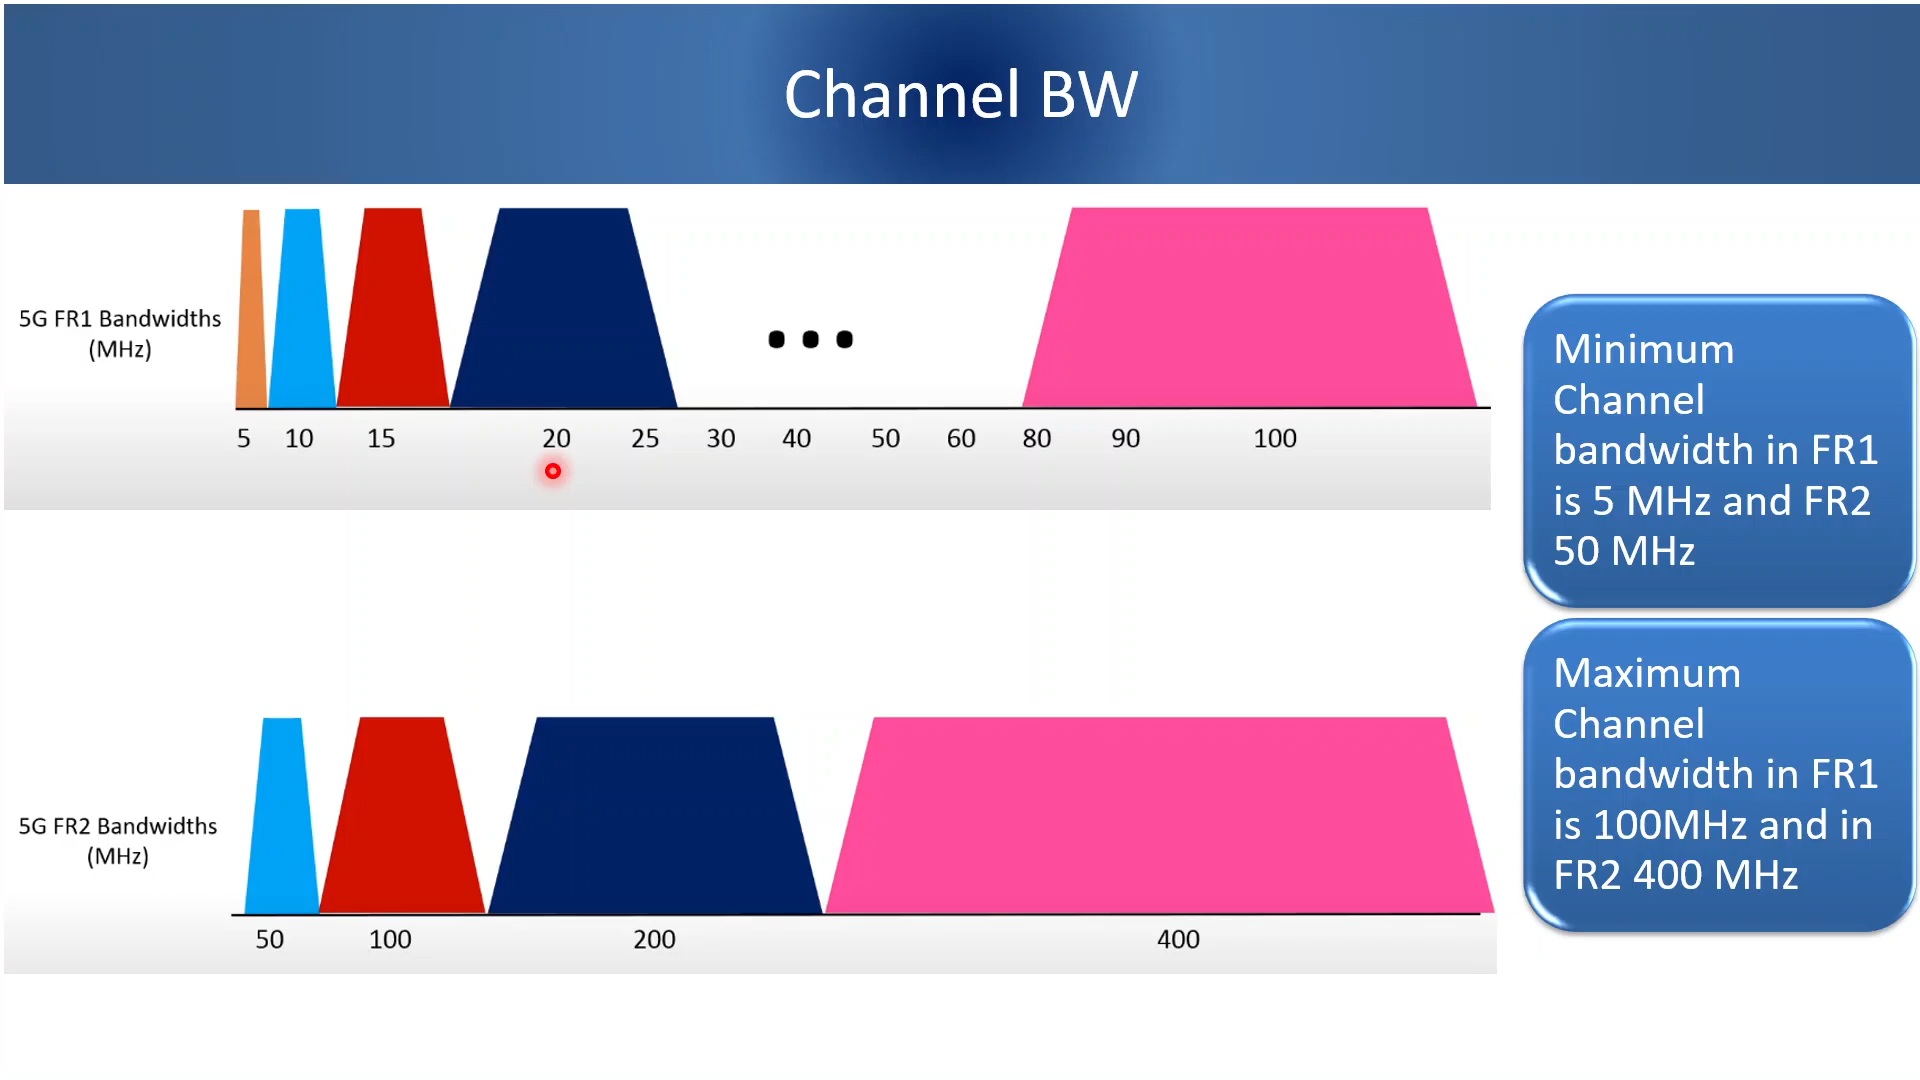 Channel BW
5G FR1 Bandwidths
(MHz)
5 10 15 20 25 30 40 50 60 80 90 100
Minimum
Channel
bandwidth in FR1
is 5 MHz and FR2
50 MHz
Maximum
Channel
bandwidth in FR1
is 100MHz and in
FR2 400 MHz
5G FR2 Bandwidths
(MHz)
50 100 200 400